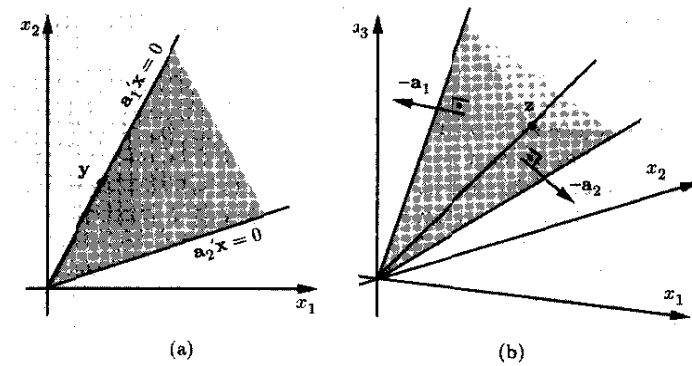 x₂
a₁'x = 0
y
a₂'x = 0
x₁
(a)
x₃
−a₁
z
−a₂
x₂
x₁
(b)